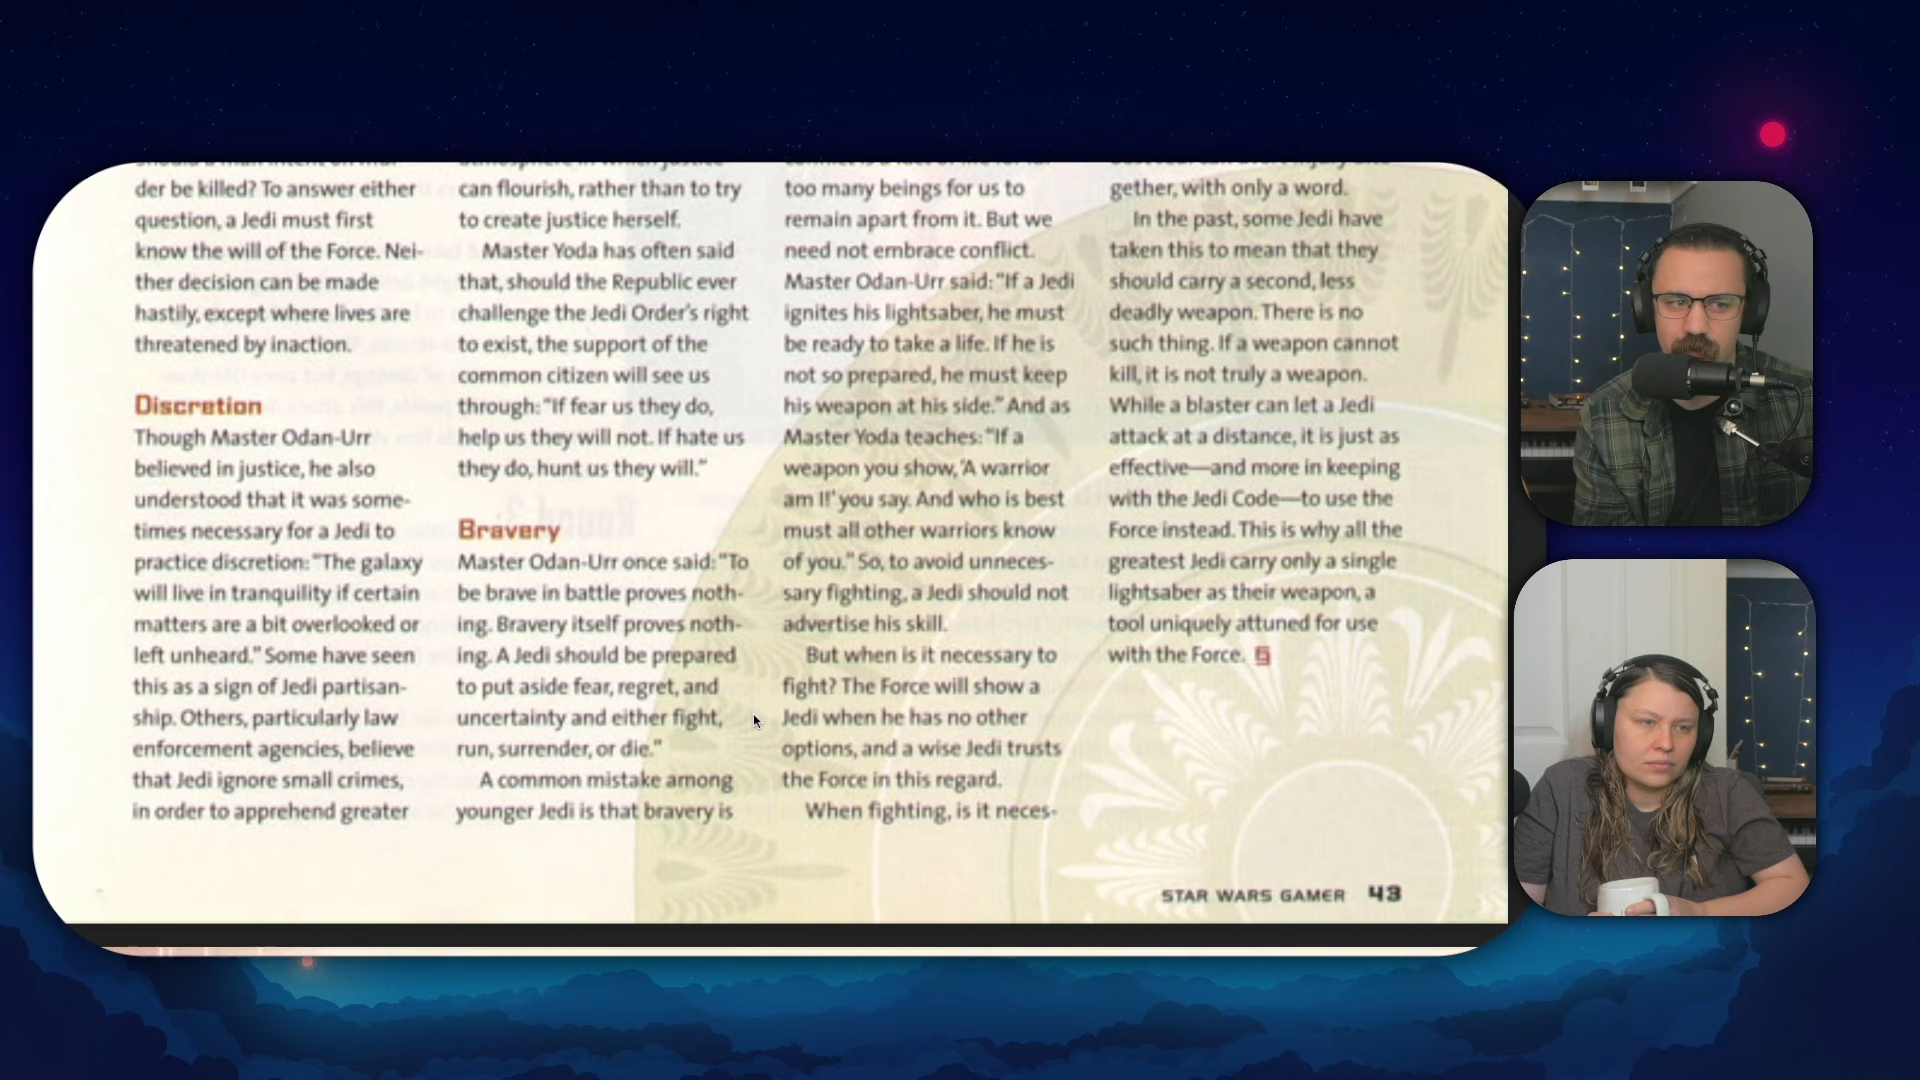 der be killed? To answer either
question, a Jedi must first
know the will of the Force. Nei-
ther decision can be made
hastily, except where lives are
threatened by inaction.
Discretion
Though Master Odan-Urr
believed in justice, he also
understood that it was some-
times necessary for a Jedi to
practice discretion: "The galaxy
will live in tranquility if certain
matters are a bit overlooked or
left unheard." Some have seen
this as a sign of Jedi partisan-
ship. Others, particularly law
enforcement agencies, believe
that Jedi ignore small crimes,
in order to apprehend greater
can flourish, rather than to try
to create justice herself.
Master Yoda has often said
that, should the Republic ever
challenge the Jedi Order's right
to exist, the support of the
common citizen will see us
through: "If fear us they do,
help us they will not. If hate us
they do, hunt us they will."
Bravery
Master Odan-Urr once said: "To
be brave in battle proves noth-
ing. Bravery itself proves noth-
ing. A Jedi should be prepared
to put aside fear, regret, and
uncertainty and either fight,
run, surrender, or die."
A common mistake among
younger Jedi is that bravery is
too many beings for us to
remain apart from it. But we
need not embrace conflict.
Master Odan-Urr said: "If a Jedi
ignites his lightsaber, he must
be ready to take a life. If he is
not so prepared, he must keep
his weapon at his side." And as
Master Yoda teaches: "If a
weapon you show, 'A warrior
am I!' you say. And who is best
must all other warriors know
of you." So, to avoid unneces-
sary fighting, a Jedi should not
advertise his skill.
But when is it necessary to
fight? The Force will show a
Jedi when he has no other
options, and a wise Jedi trusts
the Force in this regard.
When fighting, is it neces-
gether, with only a word.
In the past, some Jedi have
taken this to mean that they
should carry a second, less
deadly weapon. There is no
such thing. If a weapon cannot
kill, it is not truly a weapon.
While a blaster can let a Jedi
attack at a distance, it is just as
effective—and more in keeping
with the Jedi Code—to use the
Force instead. This is why all the
greatest Jedi carry only a single
lightsaber as their weapon, a
tool uniquely attuned for use
with the Force.
STAR WARS GAMER 43